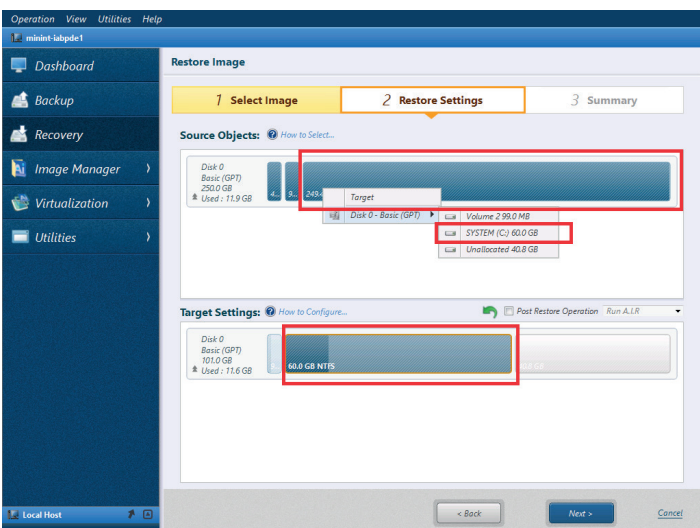 Operation View Utilities Help
minint-iabpde1
Dashboard
Backup
Recovery
Image Manager
Virtualization
Utilities
Local Host
Restore Image
1 Select Image
2 Restore Settings
3 Summary
Source Objects: How to Select...
Disk 0
Basic (GPT)
250.0 GB
Used : 11.9 GB
4... 9... 249.4
Target
Disk 0 - Basic (GPT)
Volume 2 99.0 MB
SYSTEM (C:) 60.0 GB
Unallocated 40.8 GB
Target Settings: How to Configure...
Post Restore Operation Run A.I.R
Disk 0
Basic (GPT)
101.0 GB
Used : 11.6 GB
60.0 GB NTFS
< Back
Next >
Cancel